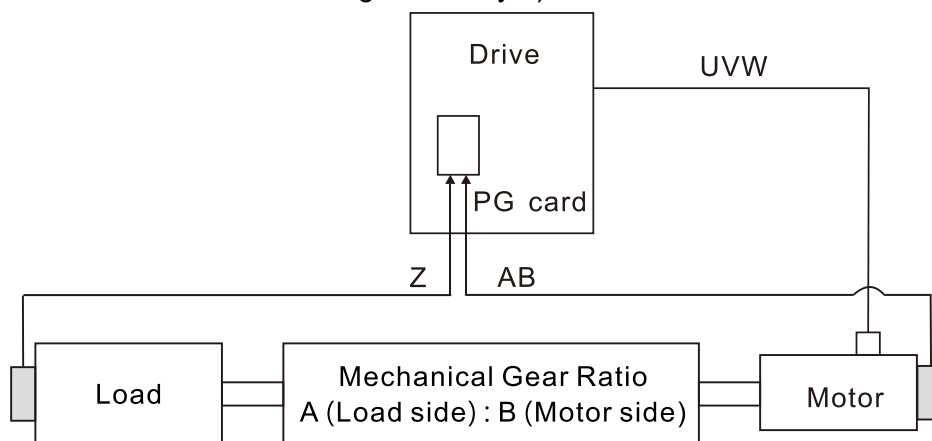 Drive
UVW
PG card
Z
AB
Load
Mechanical Gear Ratio
A (Load side) : B (Motor side)
Motor